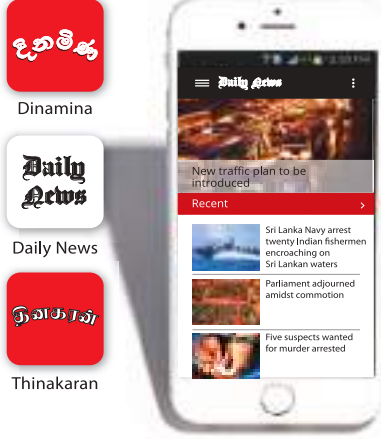 දිනමිණ
Dinamina
Daily
News
Daily News
தினகரன்
Thinakaran
Daily News
New traffic plan to be
introduced
Recent
Sri Lanka Navy arrest
twenty Indian fishermen
encroaching on
Sri Lankan waters
Parliament adjourned
amidst commotion
Five suspects wanted
for murder arrested